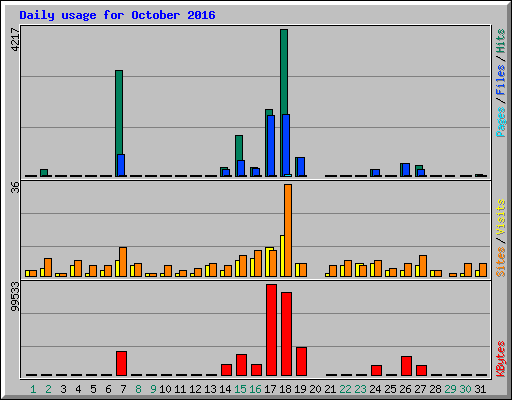 Daily usage for October 2016
4217
Pages/Files/Hits
36
Sites/Visits
99533
KBytes
1 2 3 4 5 6 7 8 9 10 11 12 13 14 15 16 17 18 19 20 21 22 23 24 25 26 27 28 29 30 31